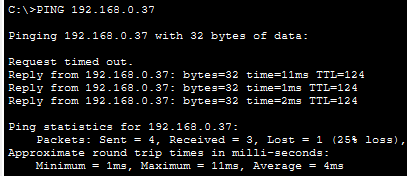 C:\>PING 192.168.0.37
Pinging 192.168.0.37 with 32 bytes of data:
Request timed out.
Reply from 192.168.0.37: bytes=32 time=11ms TTL=124
Reply from 192.168.0.37: bytes=32 time=1ms TTL=124
Reply from 192.168.0.37: bytes=32 time=2ms TTL=124
Ping statistics for 192.168.0.37:
Packets: Sent = 4, Received = 3, Lost = 1 (25% loss),
Approximate round trip times in milli-seconds:
Minimum = 1ms, Maximum = 11ms, Average = 4ms